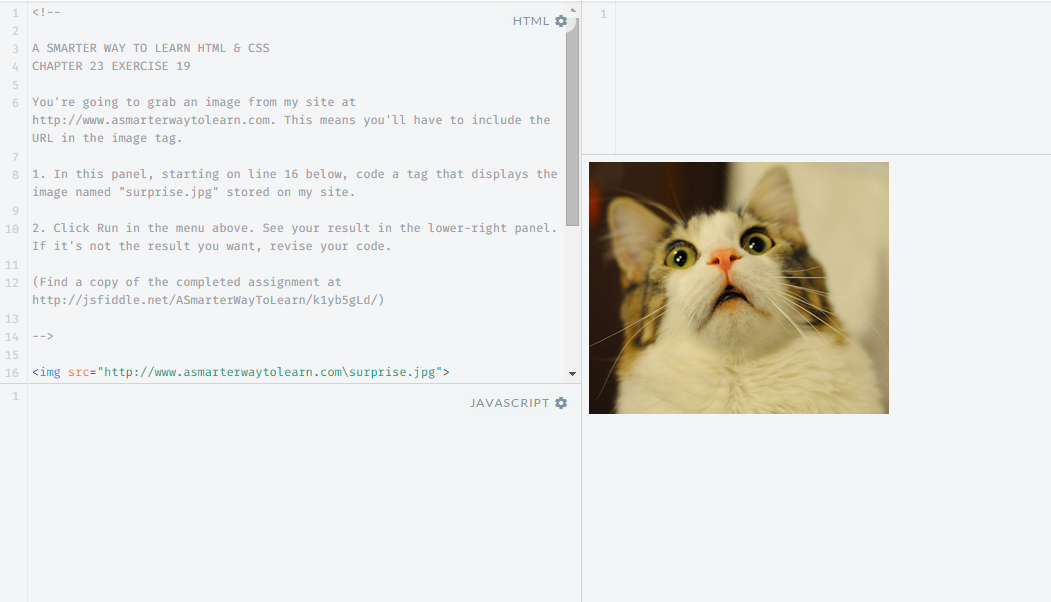 1 <!--
HTML
2
3 A SMARTER WAY TO LEARN HTML & CSS
4 CHAPTER 23 EXERCISE 19
5
6 You're going to grab an image from my site at
http://www.asmarterwaytolearn.com. This means you'll have to include the
URL in the image tag.
7
8 1. In this panel, starting on line 16 below, code a tag that displays the
image named "surprise.jpg" stored on my site.
9
10 2. Click Run in the menu above. See your result in the lower-right panel.
If it's not the result you want, revise your code.
11
12 (Find a copy of the completed assignment at
http://jsfiddle.net/ASmarterWayToLearn/k1yb5gLd/)
13
14 -->
15
16 <img src="http://www.asmarterwaytolearn.com\surprise.jpg">
1
JAVASCRIPT
1